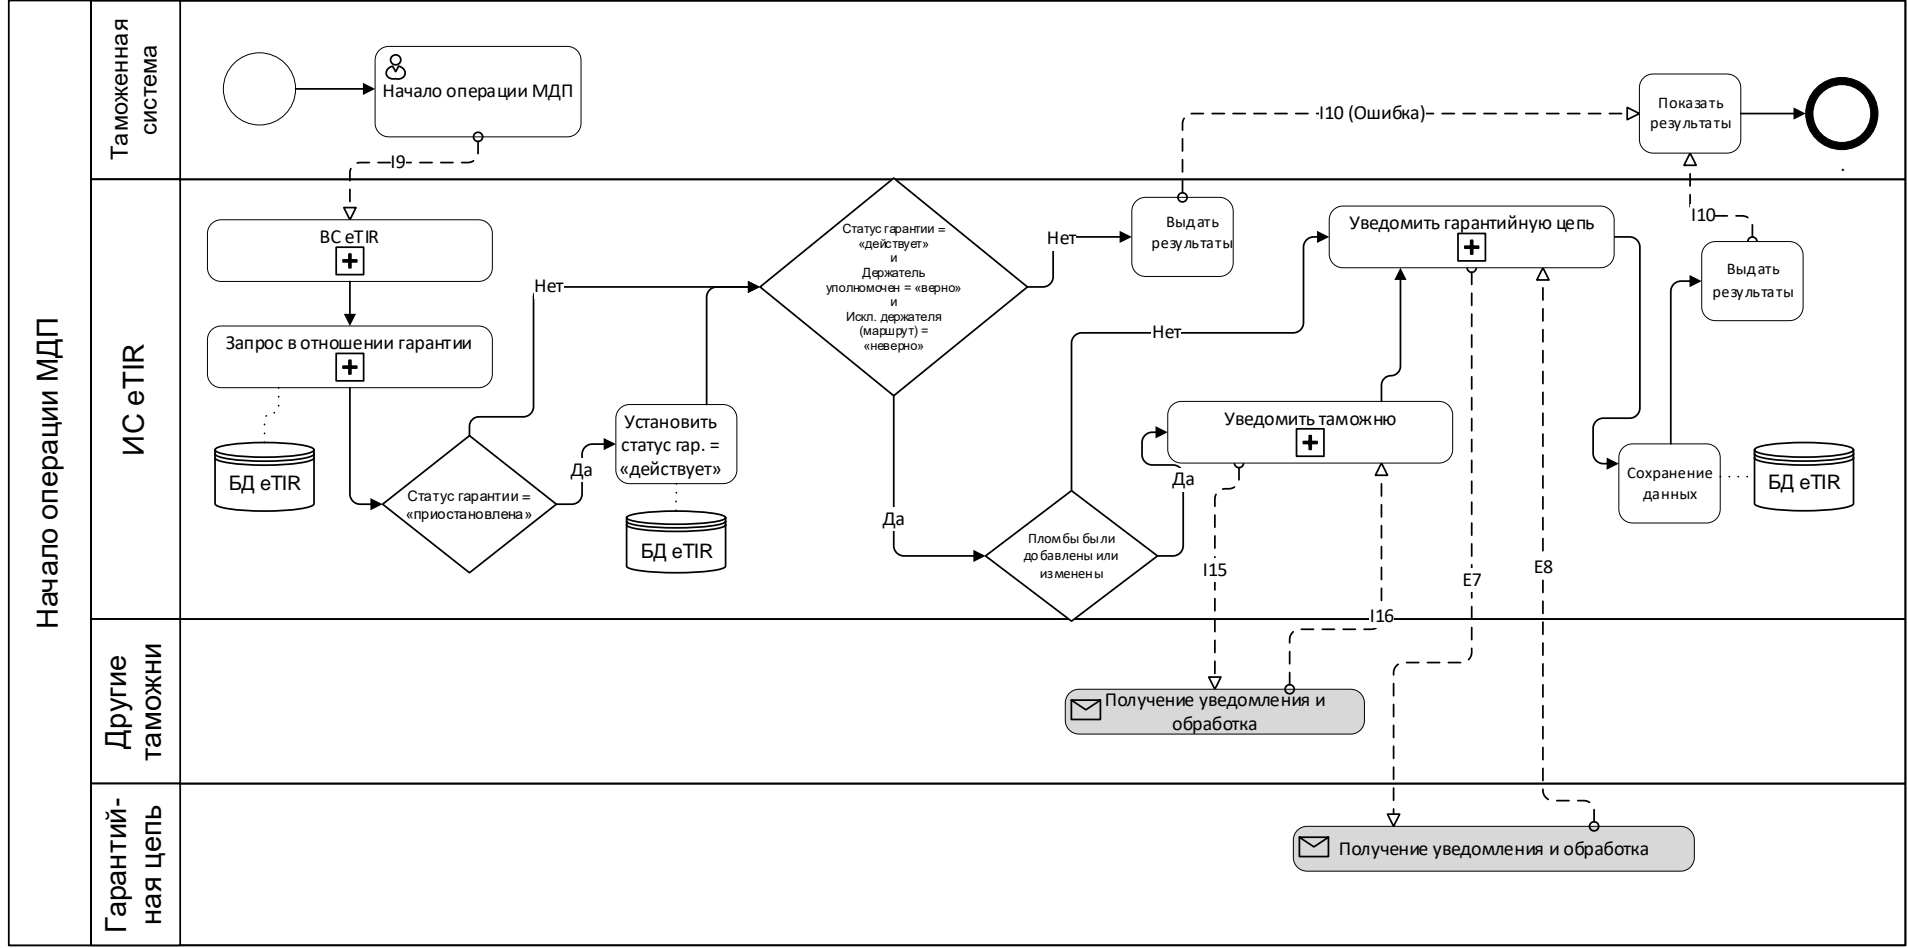 Начало операции МДП
Таможенная
система
Начало операции МДП
I9
I10 (Ошибка)
Показать
результаты
.
ИС eTIR
ВС eTIR
Запрос в отношении гарантии
БД eTIR
Статус гарантии =
«приостановлена»
Нет
Да
Установить
статус гар. =
«действует»
БД eTIR
Статус гарантии =
«действует»
и
Держатель
уполномочен = «верно»
и
Искл. держателя
(маршрут) =
«неверно»
Нет
Да
Выдать
результаты
Пломбы были
добавлены или
изменены
Нет
Да
Уведомить таможню
I15
I16
Уведомить гарантийную цепь
E7
E8
Сохранение
данных
БД eTIR
Выдать
результаты
I10
Другие
таможни
Получение уведомления и
обработка
Гарантий-
ная цепь
Получение уведомления и обработка